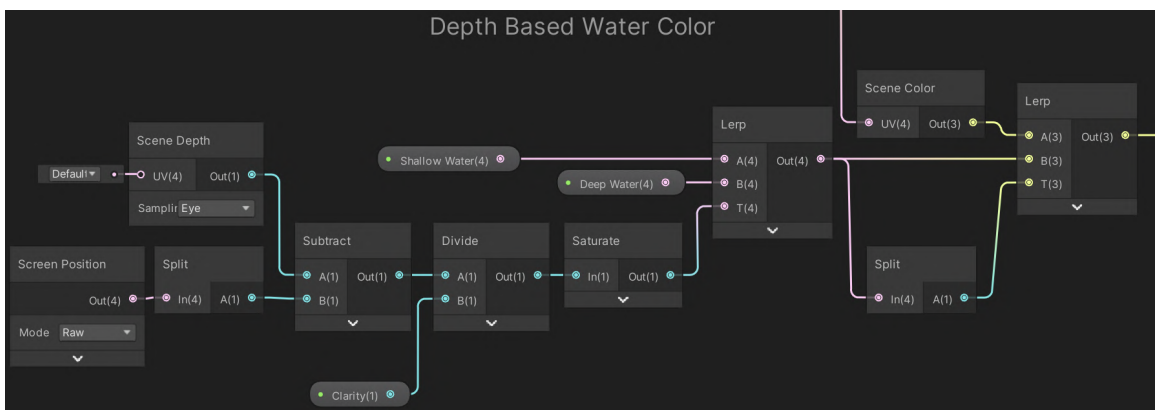 Depth Based Water Color
Scene Color
UV(4) Out(3)
Lerp
A(3) Out(3)
B(3)
T(3)
Scene Depth
Default
UV(4) Out(1)
Eye
Shallow Water(4)
Deep Water(4)
Lerp
A(4) Out(4)
B(4)
T(4)
Screen Position
Out(4)
Mode Raw
Split
In(4) A(1)
Subtract
A(1) Out(1)
B(1)
Divide
A(1) Out(1)
B(1)
Saturate
In(1) Out(1)
Split
In(4) A(1)
Clarity(1)